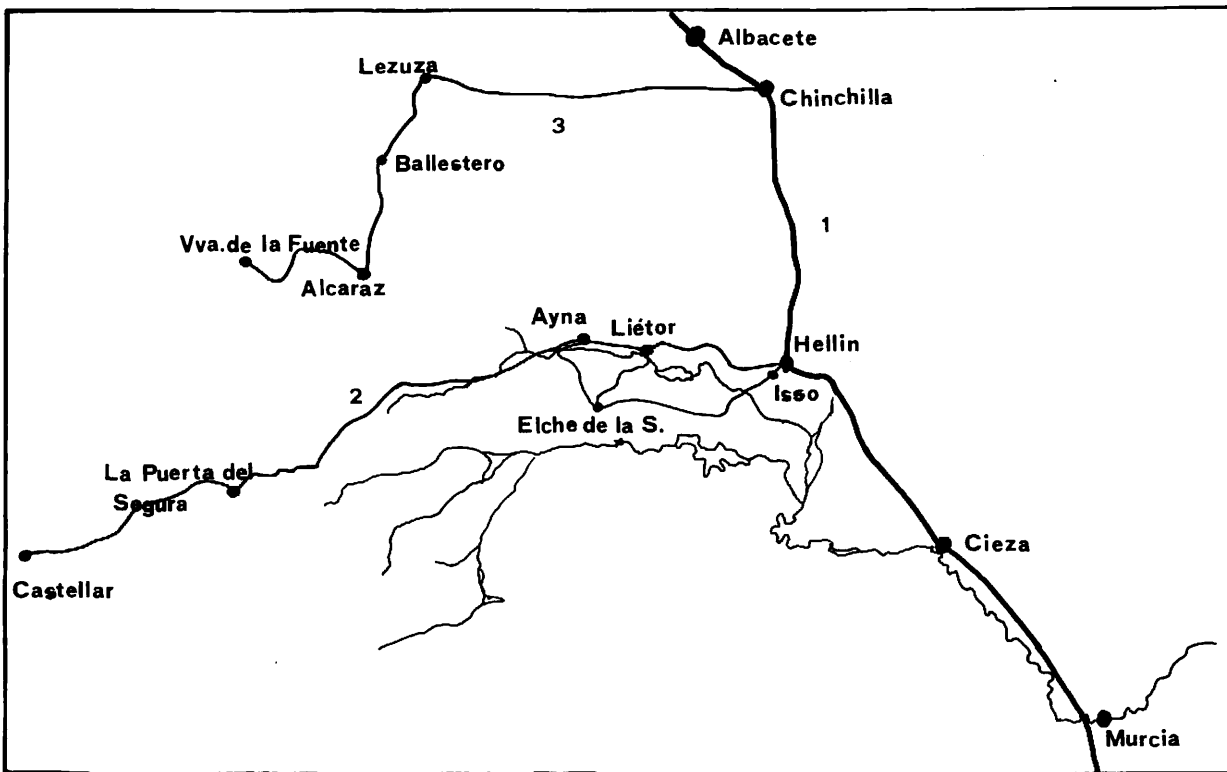 Albacete
Lezuza
Chinchilla
3
Ballestero
1
Vva.de la Fuente
Alcaraz
Ayna
Liétor
Hellin
Isso
2
Elche de la S.
La Puerta del
Segura
Cieza
Castellar
Murcia